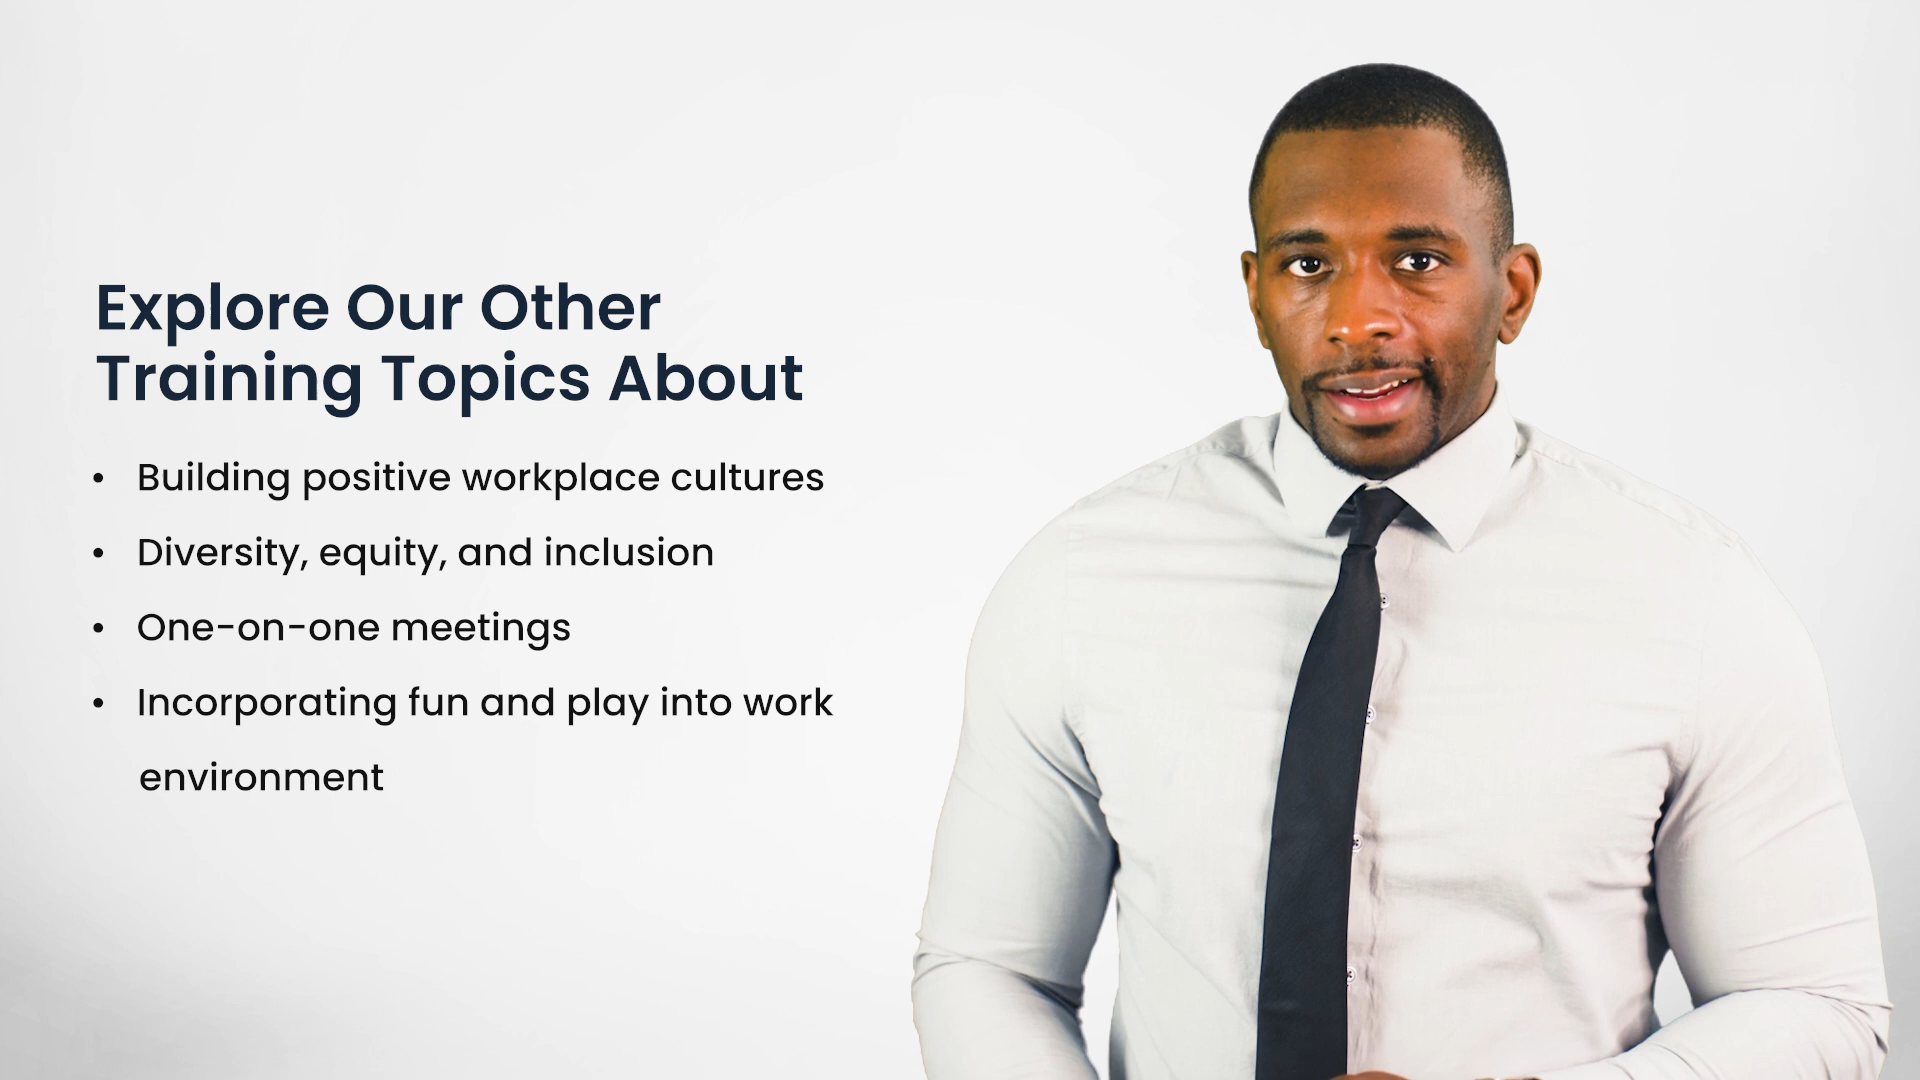 Explore Our Other
Training Topics About
• Building positive workplace cultures
• Diversity, equity, and inclusion
• One-on-one meetings
• Incorporating fun and play into work
environment